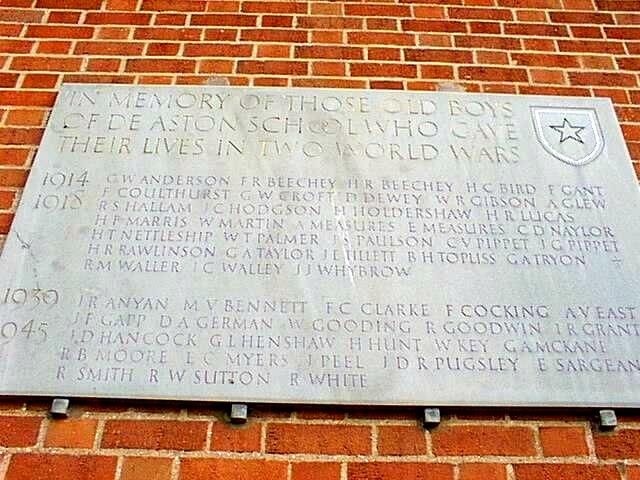 IN MEMORY OF THOSE OLD BOYS
OF DE ASTON SCHOOL WHO GAVE
THEIR LIVES IN TWO WORLD WARS
1914 G W ANDERSON F R BEECHEY H R BEECHEY H C BIRD F GANT
F COULTHURST G W CROFT D DEWEY W R GIBSON A GLEW
1918 R S HALLAM J C HODGSON H HOLDERSHAW H R LUCAS
H F MARRIS W MARTIN A MEASURES E MEASURES C D NAYLOR
H T NETTLESHIP W T PALMER PAULSON C V PIPPET J G PIPPET
H R RAWLINSON G A TAYLOR TILLETT B H TOPLISS G A TRYON
R M WALLER J C WALLEY J J WHYBROW
1939 J R ANYAN M V BENNETT F C CLARKE F COCKING A V EAST
J F GAPP D A GERMAN W GOODING R GOODWIN J R GRANT
1945 J D HANCOCK G L HENSHAW H HUNT W KEY G A MCKANE
R B MOORE E C MYERS J PEEL J D R PUGSLEY E SARGEAN
R SMITH R W SUTTON R WHITE